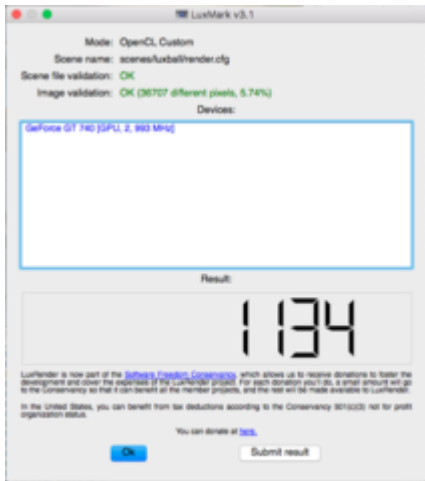 LuxMark v3.1
Mode: OpenCL Custom
Scene name: scenes/luxball/render.cfg
Scene file validation: OK
Image validation: OK (36707 different pixels, 5.74%)
Devices:
GeForce GT 740 [GPU, 2, 993 MHz]
Result:
1134
LuxRender is now part of the Software Freedom Conservancy, which allows us to receive donations to foster the
development and cover the expenses of the LuxRender project. For each donation you'll do, a small amount will go
to the Conservancy so that it can benefit all the member projects, and the rest will be made available to LuxRender.
In the United States, you can benefit from tax deductions according to the Conservancy 501(c)(3) not for profit
organization status.
You can donate at here.
Ok
Submit result